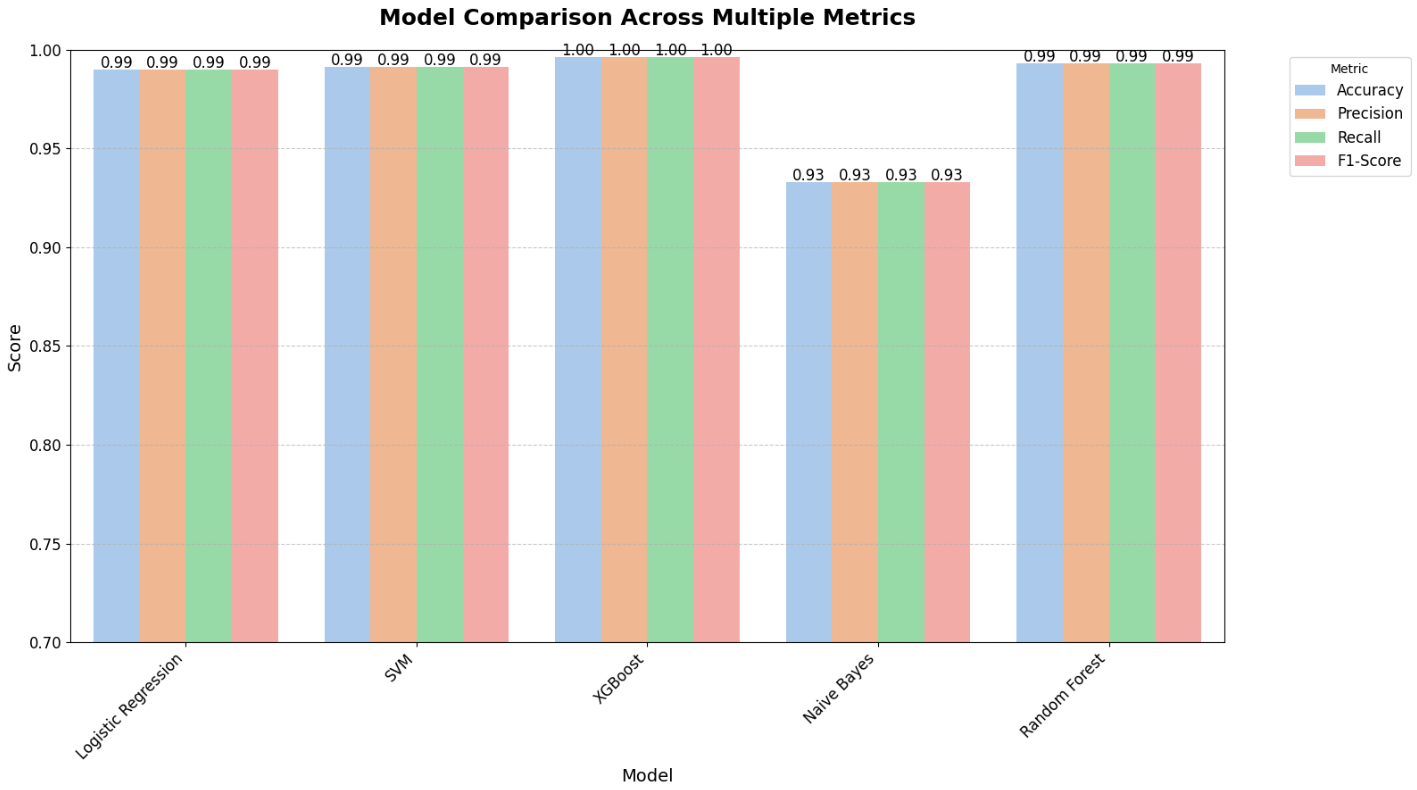 Model Comparison Across Multiple Metrics
Score
1.00
0.95
0.90
0.85
0.80
0.75
0.70
0.99 0.99 0.99 0.99
0.99 0.99 0.99 0.99
1.00 1.00 1.00 1.00
0.93 0.93 0.93 0.93
0.99 0.99 0.99 0.99
Logistic Regression
SVM
XGBoost
Naive Bayes
Random Forest
Model
Metric
Accuracy
Precision
Recall
F1-Score